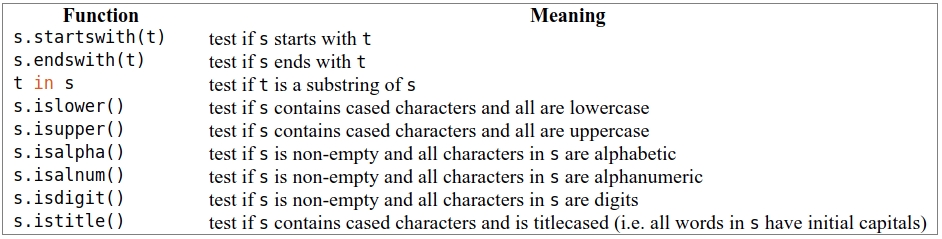 Function Meaning
s.startswith(t) test if s starts with t
s.endswith(t) test if s ends with t
t in s test if t is a substring of s
s.islower() test if s contains cased characters and all are lowercase
s.isupper() test if s contains cased characters and all are uppercase
s.isalpha() test if s is non-empty and all characters in s are alphabetic
s.isalnum() test if s is non-empty and all characters in s are alphanumeric
s.isdigit() test if s is non-empty and all characters in s are digits
s.istitle() test if s contains cased characters and is titlecased (i.e. all words in s have initial capitals)